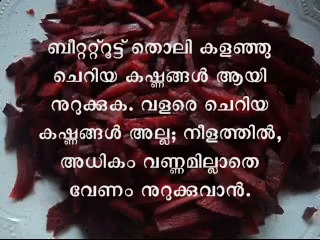 ബീറ്ററ്റ്റൂട്ട് തൊലി കളഞ്ഞു
ചെറിയ കഷ്ണങ്ങൾ ആയി
നുറുക്കുക. വളരെ ചെറിയ
കഷ്ണങ്ങൾ അല്ല; നീളത്തിൽ,
അധികം വണ്ണമില്ലാതെ
വേണം നുറുക്കുവാൻ.